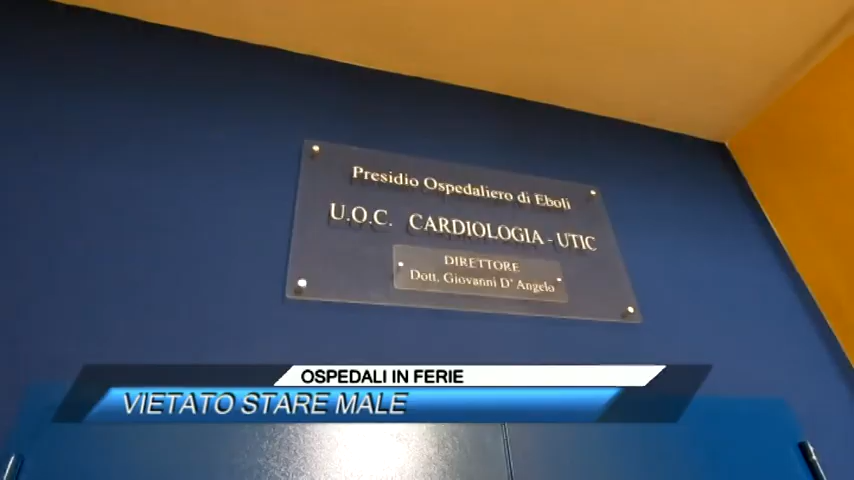 Presidio Ospedaliero di Eboli
U.O.C. CARDIOLOGIA - UTIC
DIRETTORE
Dott. Giovanni D' Angelo
OSPEDALI IN FERIE
VIETATO STARE MALE